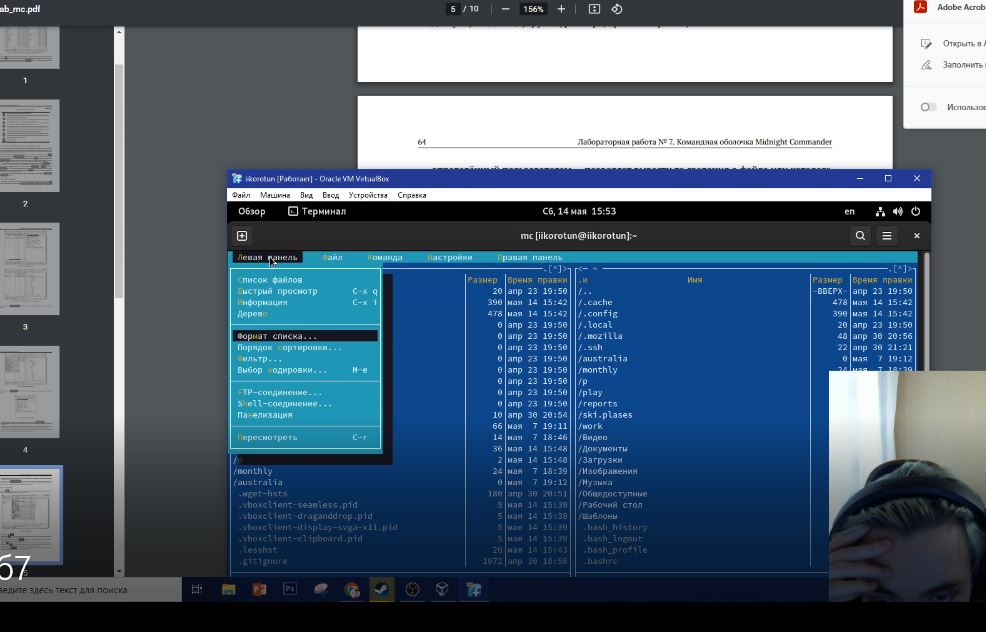 ab_mc.pdf
5 / 10
156%
Adobe Acrob
Открыть в A
Заполнить
Использов
1
2
3
4
64 Лабораторная работа № 7. Командная оболочка Midnight Commander
iikorotun [Работает] - Oracle VM VirtualBox
Файл Машина Вид Ввод Устройства Справка
Обзор Терминал Сб, 14 мая 15:53 en
mc [iikorotun@iikorotun]:~
Левая панель Файл Команда Настройки Правая панель
Список файлов
Быстрый просмотр C-x q
Информация C-x i
Дерево
Формат списка...
Порядок сортировки...
Фильтр...
Выбор кодировки... M-e
FTP-соединение...
Shell-соединение...
Панелизация
Пересмотреть C-r
.[^]>
Размер Время правки
20 апр 23 19:50
390 мая 14 15:42
478 мая 14 15:42
0 апр 23 19:50
0 апр 23 19:50
0 апр 23 19:50
0 апр 23 19:50
0 апр 23 19:50
0 апр 23 19:50
0 апр 23 19:50
0 апр 23 19:50
10 апр 30 20:54
66 мая 7 19:11
14 мая 7 18:46
36 мая 14 15:48
/p 2 мая 14 15:48
/monthly 24 мая 7 18:39
/australia 0 мая 7 19:12
.wget-hsts 180 апр 30 20:51
.vboxclient-seamless.pid 5 мая 14 15:39
.vboxclient-draganddrop.pid 5 мая 14 15:39
.vboxclient-display-svga-x11.pid 5 мая 14 15:39
.vboxclient-clipboard.pid 5 мая 14 15:39
.lesshst 20 мая 14 15:43
.gitignore 1972 апр 30 18:56
<— ~ .[^]>
.и Имя Размер Время правки
/.. -ВВЕРХ- апр 23 19:50
/.cache 478 мая 14 15:42
/.config 390 мая 14 15:42
/.local 20 апр 23 19:50
/.mozilla 48 апр 30 20:56
/.ssh 22 апр 30 21:21
/australia 0 мая 7 19:12
/monthly 24 мая 7 18:39
/p
/play
/reports
/ski.plases
/work
/Видео
/Документы
/Загрузки
/Изображения
/Музыка
/Общедоступные
/Рабочий стол
/Шаблоны
.bash_history
.bash_logout
.bash_profile
.bashrc
67
ведите здесь текст для поиска